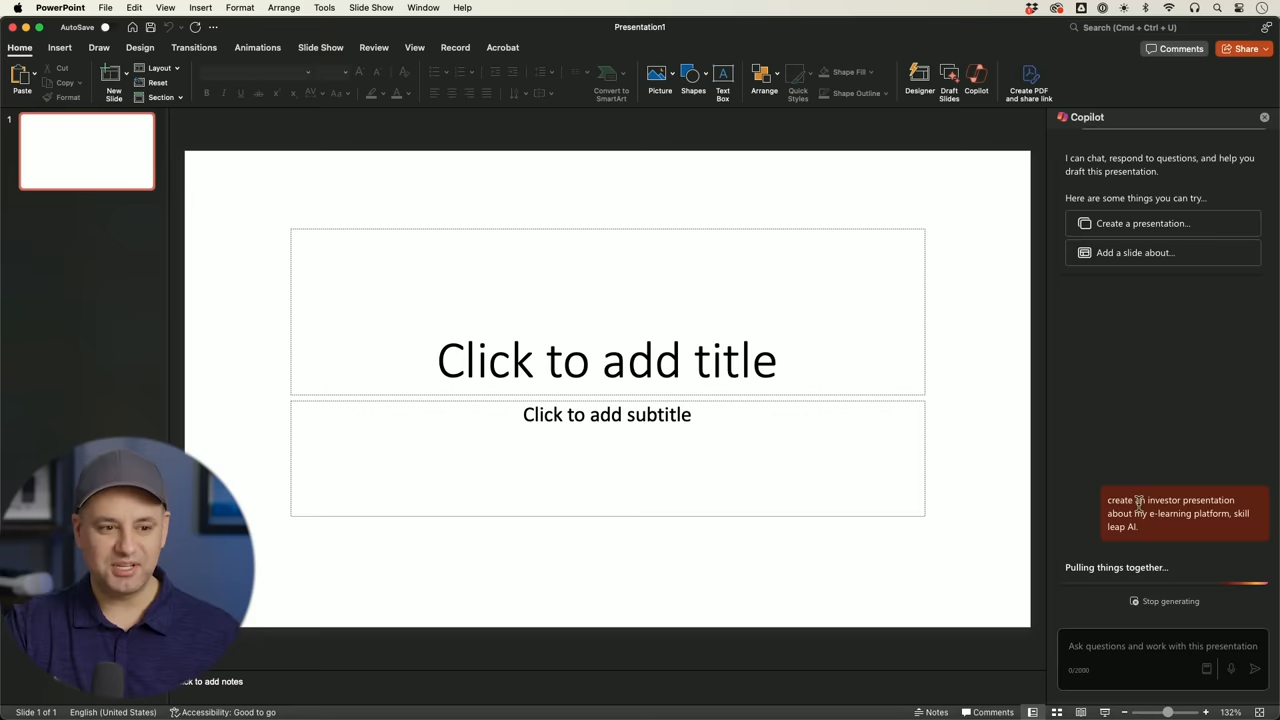 PowerPoint File Edit View Insert Format Arrange Tools Slide Show Window Help
AutoSave Presentation1 Search (Cmd + Ctrl + U)
Home Insert Draw Design Transitions Animations Slide Show Review View Record Acrobat Comments Share
Paste Cut Copy Format
New Slide Layout Reset Section
Convert to SmartArt
Picture Shapes Text Box
Arrange Quick Styles Shape Fill Shape Outline
Designer Draft Slides Copilot
Create PDF and share link
1
Click to add title
Click to add subtitle
Copilot
I can chat, respond to questions, and help you
draft this presentation.
Here are some things you can try...
Create a presentation...
Add a slide about...
create an investor presentation
about my e-learning platform, skill
leap AI.
Pulling things together...
Stop generating
Ask questions and work with this presentation
0/2000
to add notes
Slide 1 of 1 English (United States) Accessibility: Good to go Notes Comments 132%